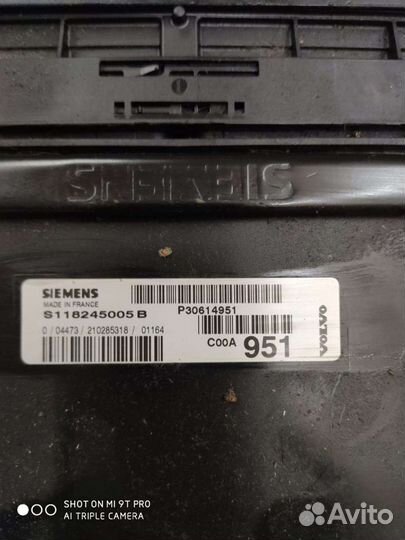 SIEMENS
SIEMENS
MADE IN FRANCE
S118245005 B
P30614951
0 / 04473 / 210285318 / 01164
C00A
951
VOLVO
SHOT ON MI 9T PRO
AI TRIPLE CAMERA
Avito